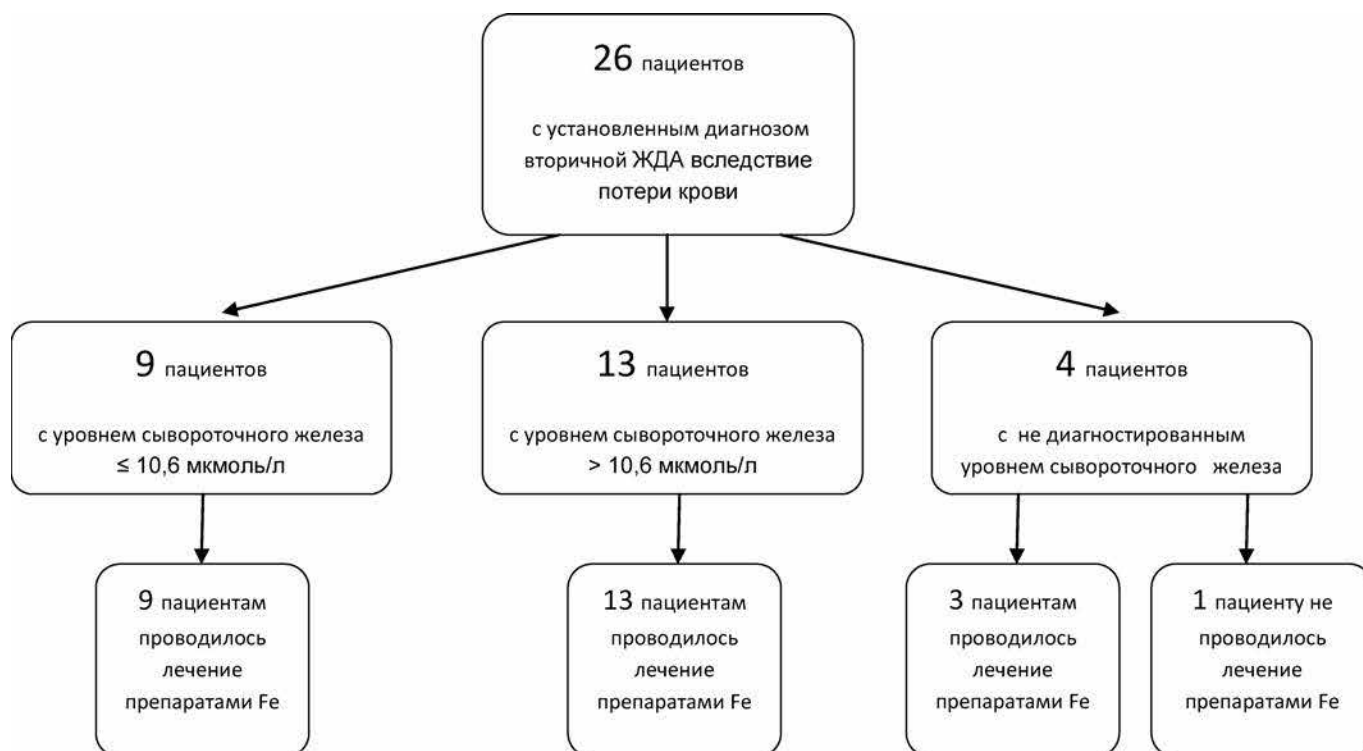 26 пациентов
с установленным диагнозом
вторичной ЖДА вследствие
потери крови
9 пациентов
с уровнем сывороточного железа
≤ 10,6 мкмоль/л
13 пациентов
с уровнем сывороточного железа
> 10,6 мкмоль/л
4 пациентов
с не диагностированным
уровнем сывороточного железа
9 пациентам
проводилось
лечение
препаратами Fe
13 пациентам
проводилось
лечение
препаратами Fe
3 пациентам
проводилось
лечение
препаратами Fe
1 пациенту не
проводилось
лечение
препаратами Fe